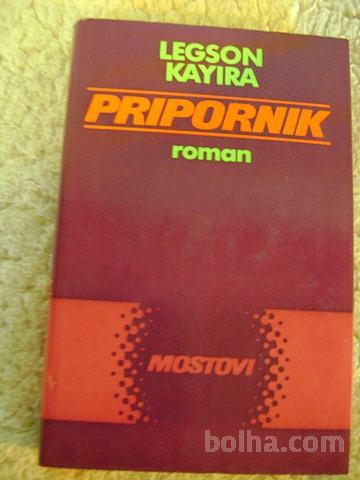 LEGSON
KAYIRA
PRIPORNIK
roman
MOSTOVI
bolha.com